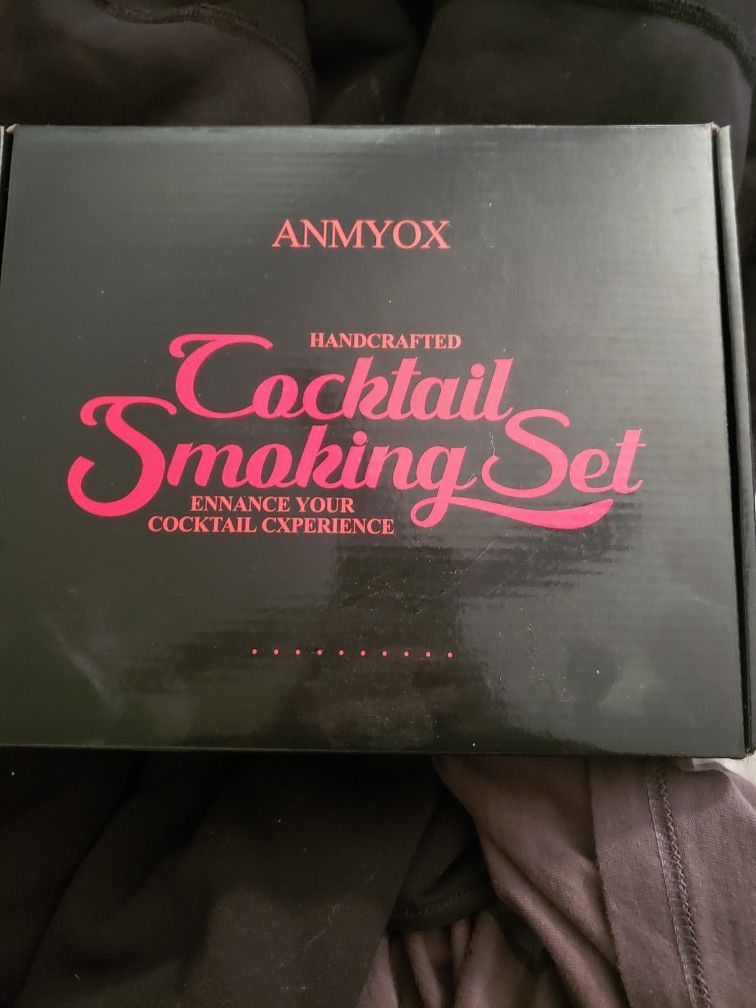 ANMYOX
HANDCRAFTED
Cocktail
Smoking Set
ENNANCE YOUR
COCKTAIL CXPERIENCE